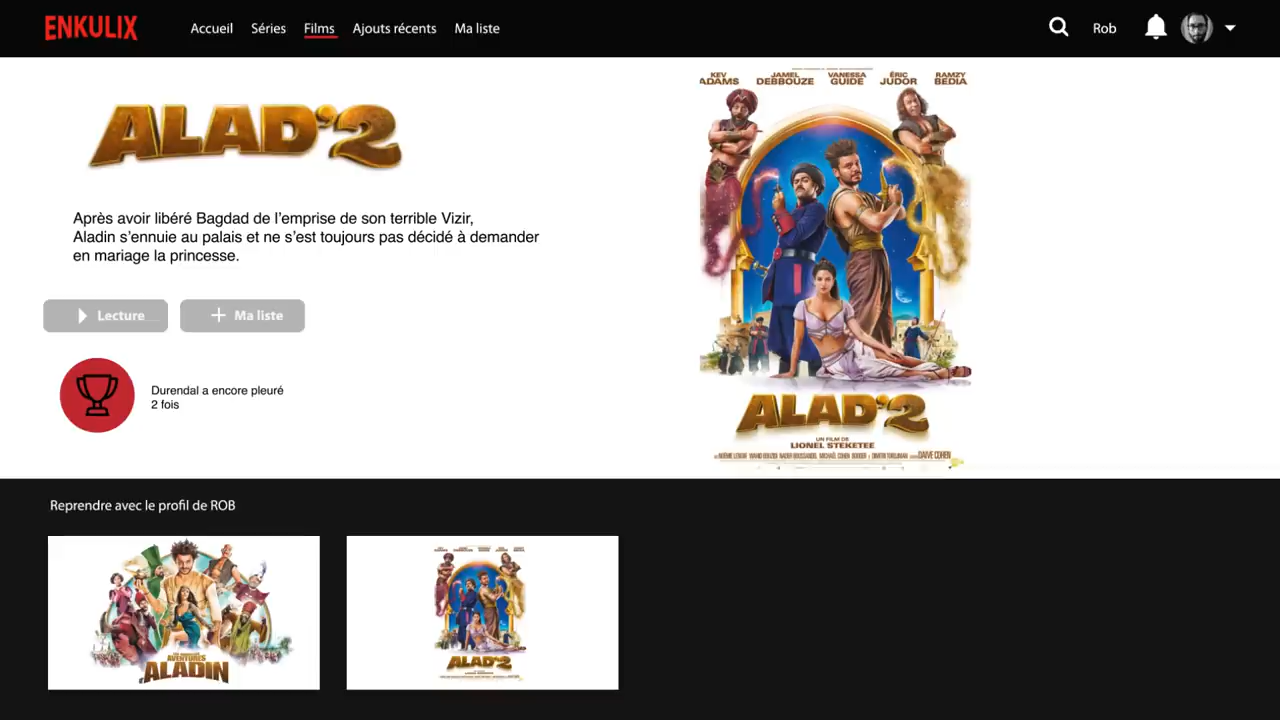 ENKULIX
Accueil Séries Films Ajouts récents Ma liste
Rob
ALAD'2
Après avoir libéré Bagdad de l'emprise de son terrible Vizir,
Aladin s'ennuie au palais et ne s'est toujours pas décidé à demander
en mariage la princesse.
Lecture
Ma liste
Durendal a encore pleuré
2 fois
KEV ADAMS
JAMEL DEBBOUZE
VANESSA GUIDE
ÉRIC JUDOR
RAMZY BEDIA
ALAD'2
UN FILM DE
LIONEL STEKETEE
Reprendre avec le profil de ROB
AVENTURES
ALADIN
ALAD'2